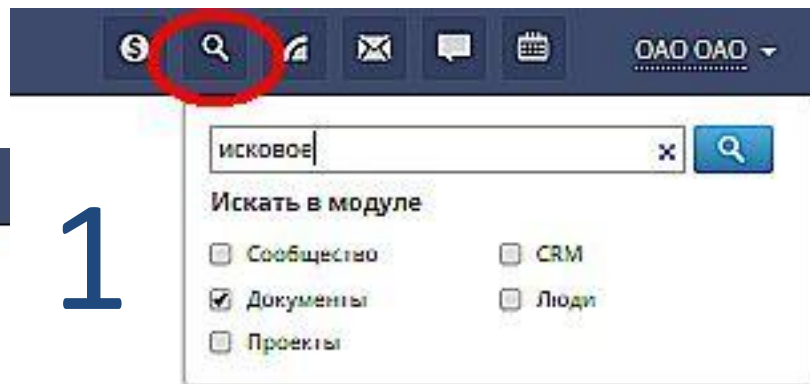 ОАО ОАО
исковое
Искать в модуле
Сообщество CRM
Документы Люди
Проекты
1